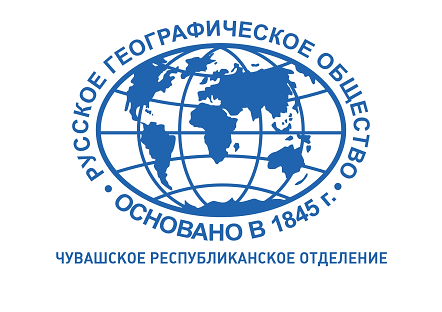 • РУССКОЕ ГЕОГРАФИЧЕСКОЕ ОБЩЕСТВО •
ОСНОВАНО В 1845 г.
ЧУВАШСКОЕ РЕСПУБЛИКАНСКОЕ ОТДЕЛЕНИЕ